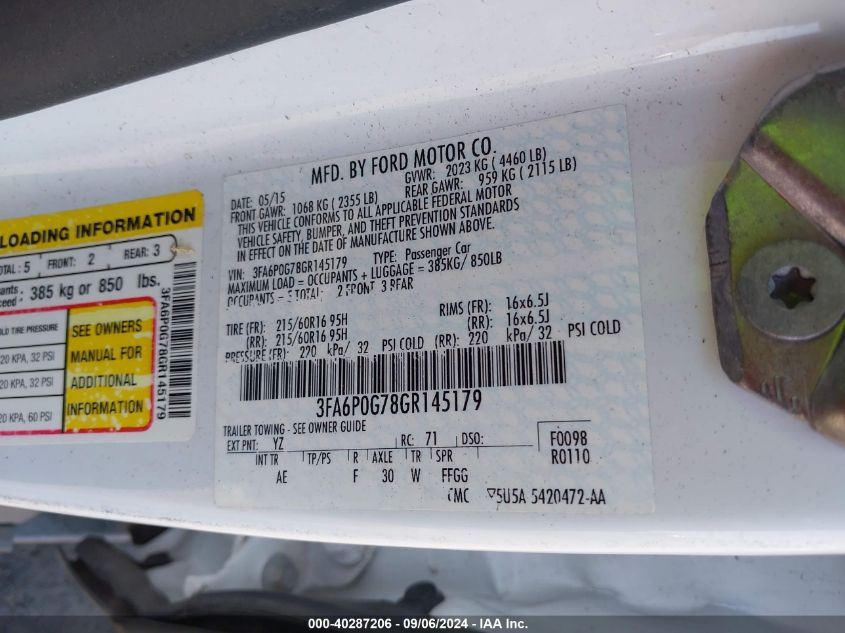 LOADING INFORMATION
TOTAL: 5 FRONT: 2 REAR: 3
385 kg or 850 lbs.
TIRE PRESSURE
20 KPA, 32 PSI
20 KPA, 32 PSI
20 KPA, 60 PSI
SEE OWNERS
MANUAL FOR
ADDITIONAL
INFORMATION
3FA6P0G78GR145179
MFD. BY FORD MOTOR CO.
DATE: 05/15 GVWR: 2023 KG ( 4460 LB)
FRONT GAWR: 1068 KG ( 2355 LB) REAR GAWR: 959 KG ( 2115 LB)
THIS VEHICLE CONFORMS TO ALL APPLICABLE FEDERAL MOTOR
VEHICLE SAFETY, BUMPER, AND THEFT PREVENTION STANDARDS
IN EFFECT ON THE DATE OF MANUFACTURE SHOWN ABOVE.
VIN: 3FA6P0G78GR145179 TYPE: Passenger Car
MAXIMUM LOAD = OCCUPANTS + LUGGAGE = 385KG/ 850LB
OCCUPANTS = 5 TOTAL: 2 FRONT 3 REAR
TIRE (FR): 215/60R16 95H RIMS (FR): 16x6.5J
(RR): 215/60R16 95H (RR): 16x6.5J
PRESSURE (FR): 220 kPa/ 32 PSI COLD (RR): 220 kPa/ 32 PSI COLD
3FA6P0G78GR145179
TRAILER TOWING - SEE OWNER GUIDE
EXT PNT: YZ RC: 71 DSO: F0098
INT TR TP/PS R AXLE TR SPR R0110
AE F 30 W FFGG
5U5A 5420472-AA
000-40287206 - 09/06/2024 - IAA Inc.